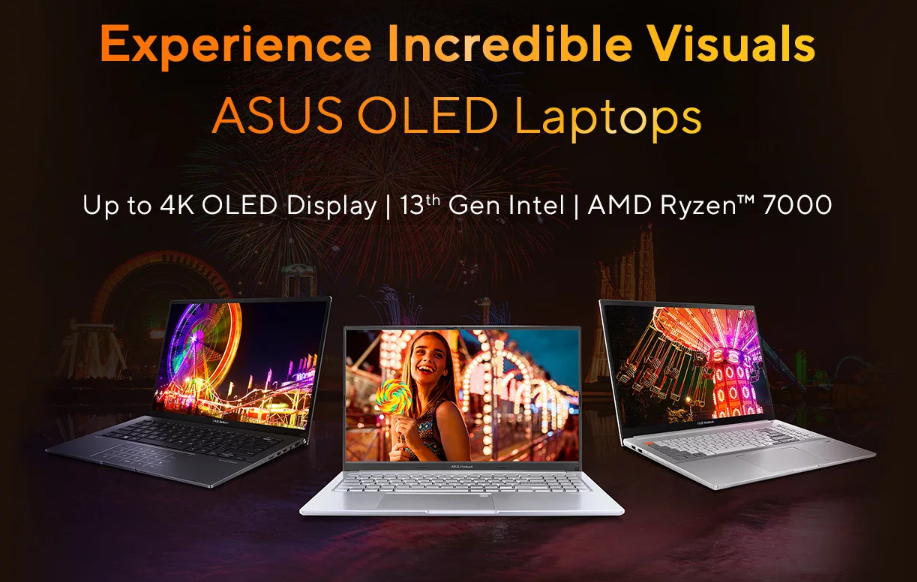 Experience Incredible Visuals
ASUS OLED Laptops
Up to 4K OLED Display | 13th Gen Intel | AMD Ryzen™ 7000